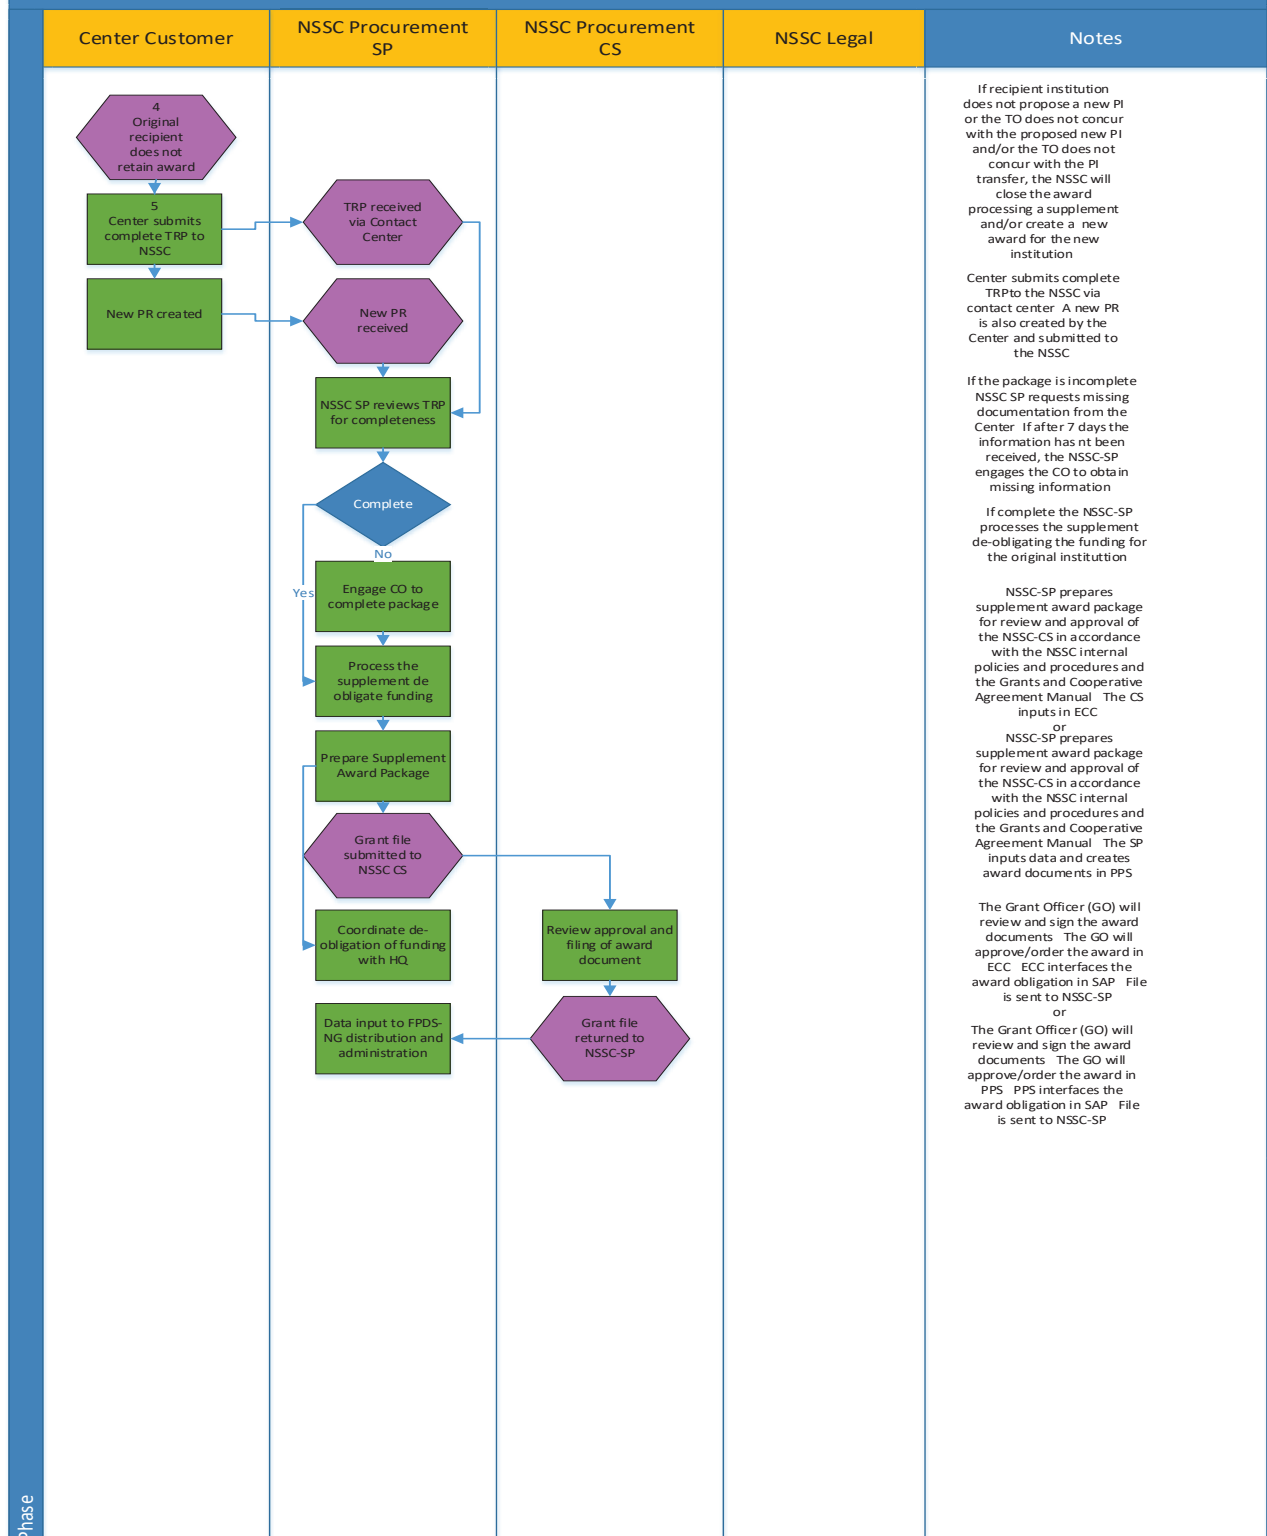 Center Customer
NSSC Procurement
SP
NSSC Procurement
CS
NSSC Legal
Notes
4
Original
recipient
does not
retain award
5
Center submits
complete TRP to
NSSC
TRP received
via Contact
Center
New PR created
New PR
received
NSSC SP reviews TRP
for completeness
Complete
No
Yes
Engage CO to
complete package
Process the
supplement de
obligate funding
Prepare Supplement
Award Package
Grant file
submitted to
NSSC CS
Coordinate de-
obligation of funding
with HQ
Review approval and
filing of award
document
Data input to FPDS-
NG distribution and
administration
Grant file
returned to
NSSC-SP
If recipient institution
does not propose a new PI
or the TO does not concur
with the proposed new PI
and/or the TO does not
concur with the PI
transfer, the NSSC will
close the award
processing a supplement
and/or create a new
award for the new
institution
Center submits complete
TRPto the NSSC via
contact center A new PR
is also created by the
Center and submitted to
the NSSC
If the package is incomplete
NSSC SP requests missing
documentation from the
Center If after 7 days the
information has nt been
received, the NSSC-SP
engages the CO to obtain
missing information
If complete the NSSC-SP
processes the supplement
de-obligating the funding for
the original instituttion
NSSC-SP prepares
supplement award package
for review and approval of
the NSSC-CS in accordance
with the NSSC internal
policies and procedures and
the Grants and Cooperative
Agreement Manual The CS
inputs in ECC
or
NSSC-SP prepares
supplement award package
for review and approval of
the NSSC-CS in accordance
with the NSSC internal
policies and procedures and
the Grants and Cooperative
Agreement Manual The SP
inputs data and creates
award documents in PPS
The Grant Officer (GO) will
review and sign the award
documents The GO will
approve/order the award in
ECC ECC interfaces the
award obligation in SAP File
is sent to NSSC-SP
or
The Grant Officer (GO) will
review and sign the award
documents The GO will
approve/order the award in
PPS PPS interfaces the
award obligation in SAP File
is sent to NSSC-SP
Phase